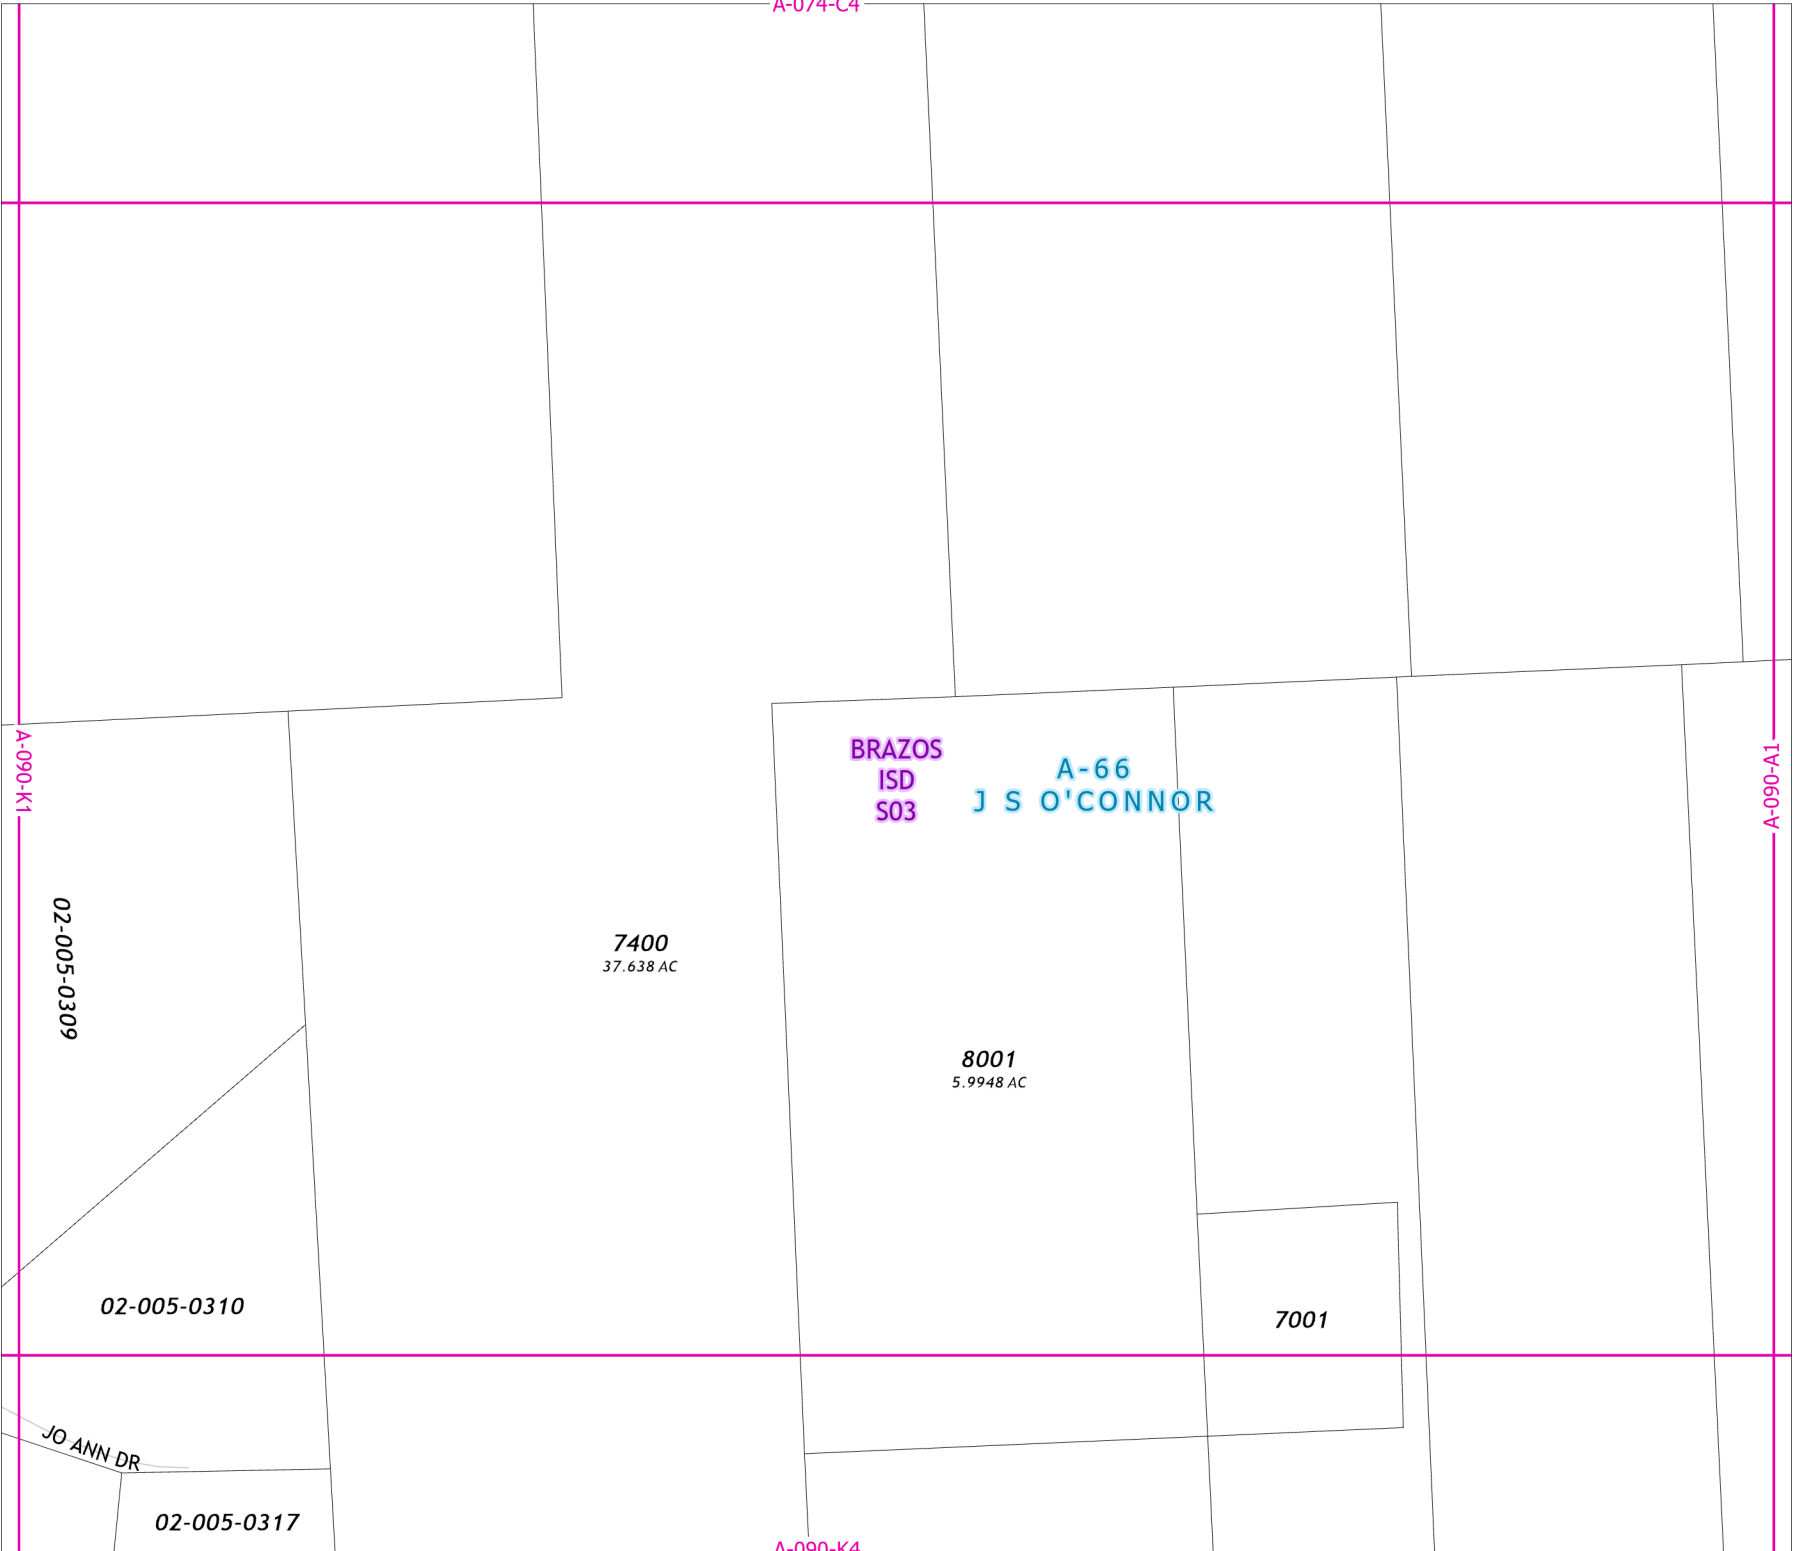 A-074-C4
BRAZOS
ISD
S03
A-66
J S O'CONNOR
A-090-K1
A-090-A1
02-005-0309
7400
37.638 AC
8001
5.9948 AC
02-005-0310
7001
JO ANN DR
02-005-0317
A-090-K4